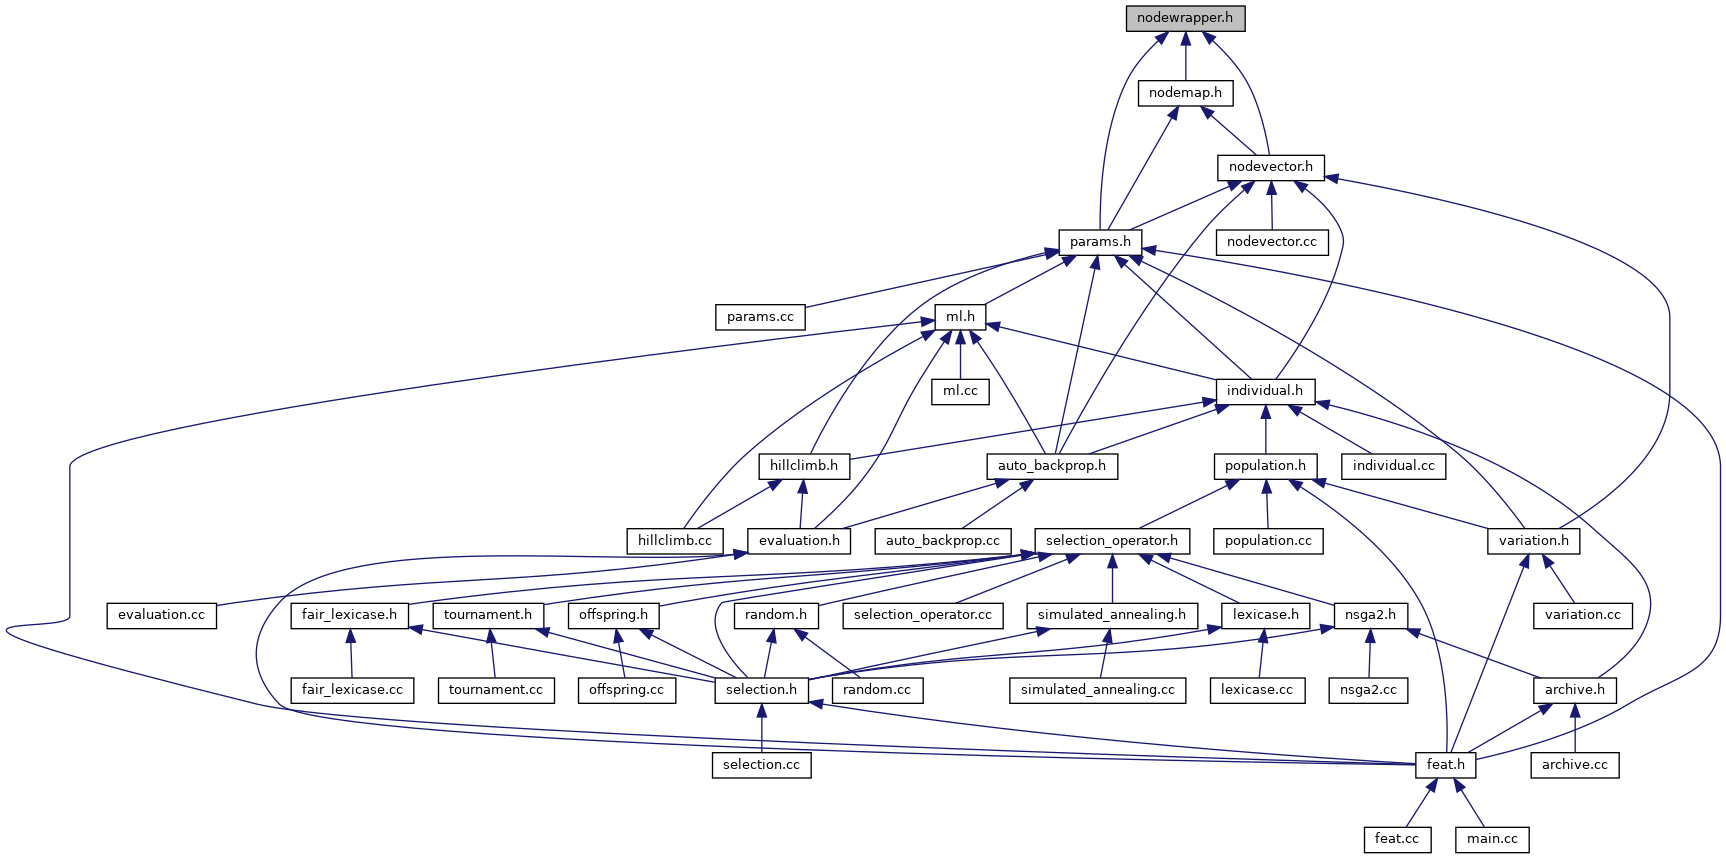 nodewrapper.h
nodemap.h
nodevector.h
params.h
nodevector.cc
params.cc
ml.h
ml.cc
individual.h
hillclimb.h
auto_backprop.h
population.h
individual.cc
hillclimb.cc
evaluation.h
auto_backprop.cc
selection_operator.h
population.cc
variation.h
evaluation.cc
fair_lexicase.h
tournament.h
offspring.h
random.h
selection_operator.cc
simulated_annealing.h
lexicase.h
nsga2.h
variation.cc
fair_lexicase.cc
tournament.cc
offspring.cc
selection.h
random.cc
simulated_annealing.cc
lexicase.cc
nsga2.cc
archive.h
selection.cc
feat.h
archive.cc
feat.cc
main.cc